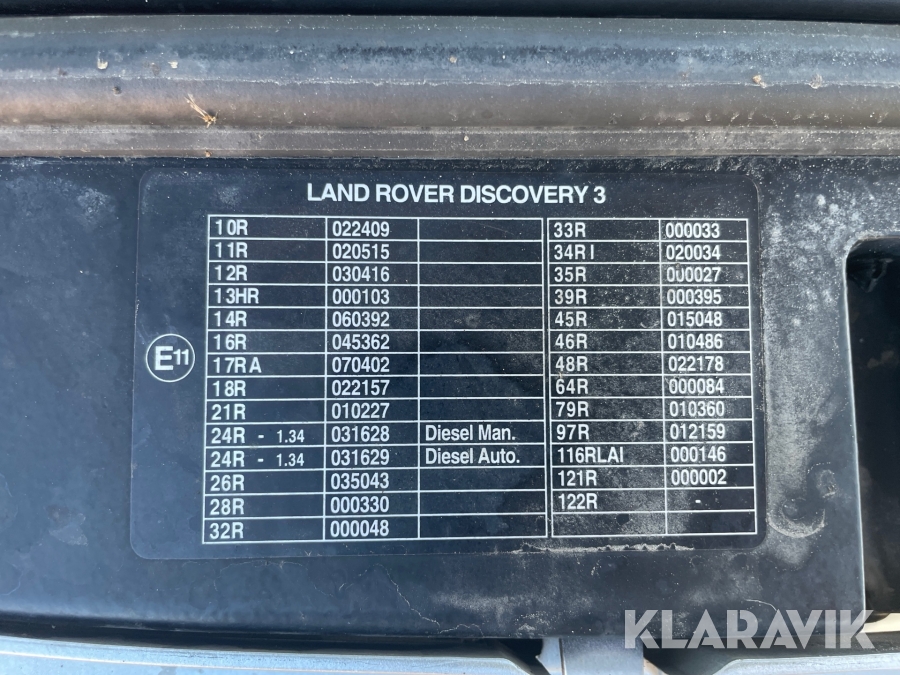 LAND ROVER DISCOVERY 3
10R 022409 33R 000033
11R 020515 34RI 020034
12R 030416 35R 000027
13HR 000103 39R 000395
14R 060392 45R 015048
16R 045362 46R 010486
E11
17RA 070402 48R 022178
18R 022157 64R 000084
21R 010227 79R 010360
24R - 1.34 031628 Diesel Man. 97R 012159
24R - 1.34 031629 Diesel Auto. 116RLAI 000146
26R 035043 121R 000002
28R 000330 122R -
32R 000048
KLARAVIK